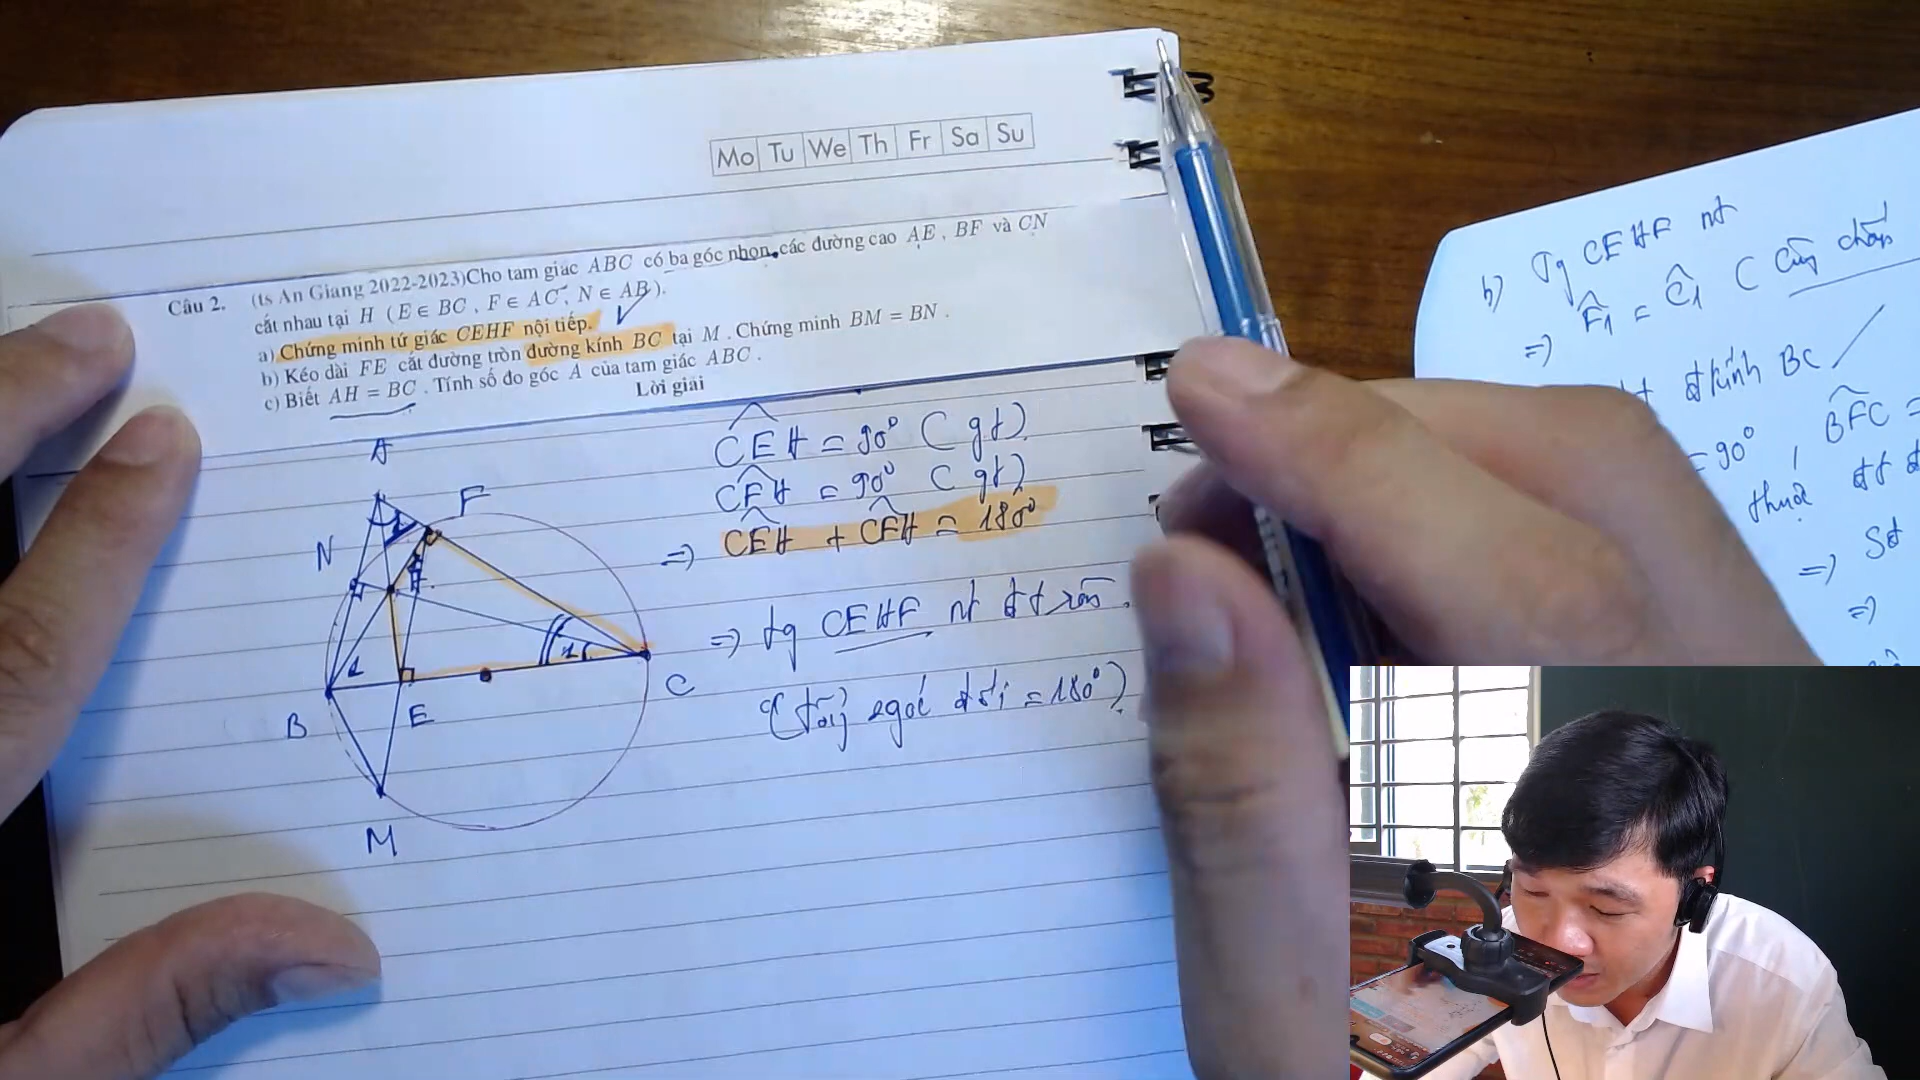 Mo Tu We Th Fr Sa Su
Câu 2. (ts An Giang 2022-2023)Cho tam giác ABC có ba góc nhọn, các đường cao AE , BF và CN
cắt nhau tại H ( E ∈ BC , F ∈ AC , N ∈ AB ).
a) Chứng minh tứ giác CEHF nội tiếp.
b) Kéo dài FE cắt đường tròn đường kính BC tại M . Chứng minh BM = BN .
c) Biết AH = BC . Tính số đo góc A của tam giác ABC .
Lời giải
A
F
N
H
1
1
B
E
C
M
CEH = 90° ( gt)
CFH = 90° ( gt)
=> CEH + CFH = 180°
=> tg CEHF nt đt tròn.
( tổng 2 góc đối = 180°)
b) Tg CEHF nt
=> F1 = C1 ( cùng chắn
đkính BC
= 90° , BFC =
thuộc đt đ
=> Sđ
=>